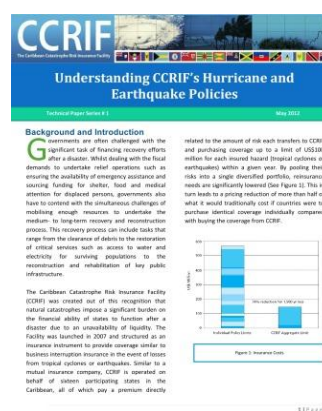 CCRIF
The Caribbean Catastrophe Risk Insurance Facility
Understanding CCRIF's Hurricane and
Earthquake Policies
Technical Paper Series # 1
May 2012
Background and Introduction
Governments are often challenged with the
significant task of financing recovery efforts
after a disaster. Whilst dealing with the fiscal
demands to undertake relief operations such as
ensuring the availability of emergency assistance and
sourcing funding for shelter, food and medical
attention for displaced persons, governments also
have to contend with the simultaneous challenges of
mobilising enough resources to undertake the
medium- to long-term recovery and reconstruction
process. This recovery process can include tasks that
range from the clearance of debris to the restoration
of critical services such as access to water and
electricity for surviving populations to the
reconstruction and rehabilitation of key public
infrastructure.
The Caribbean Catastrophe Risk Insurance Facility
(CCRIF) was created out of this recognition that
natural catastrophes impose a significant burden on
the financial ability of states to function after a
disaster due to an unavailability of liquidity. The
Facility was launched in 2007 and structured as an
insurance instrument to provide coverage similar to
business interruption insurance in the event of losses
from tropical cyclones or earthquakes. Similar to a
mutual insurance company, CCRIF is operated on
behalf of sixteen participating states in the
Caribbean, all of which pay a premium directly
related to the amount of risk each transfers to CCRI
and purchasing coverage up to a limit of US$100
million for each insured hazard (tropical cyclones o
earthquakes) within a given year. By pooling thei
risks into a single diversified portfolio, reinsuranc
needs are significantly lowered (See Figure 1). This i
turn leads to a pricing reduction of more than half o
what it would traditionally cost if countries were t
purchase identical coverage individually compare
with buying the coverage from CCRIF.
600
500
400
300
200
100
0
Individual Policy Limits
CCRIF Aggregate Limit
Figure 1: Insurance Costs
1 | P a g e